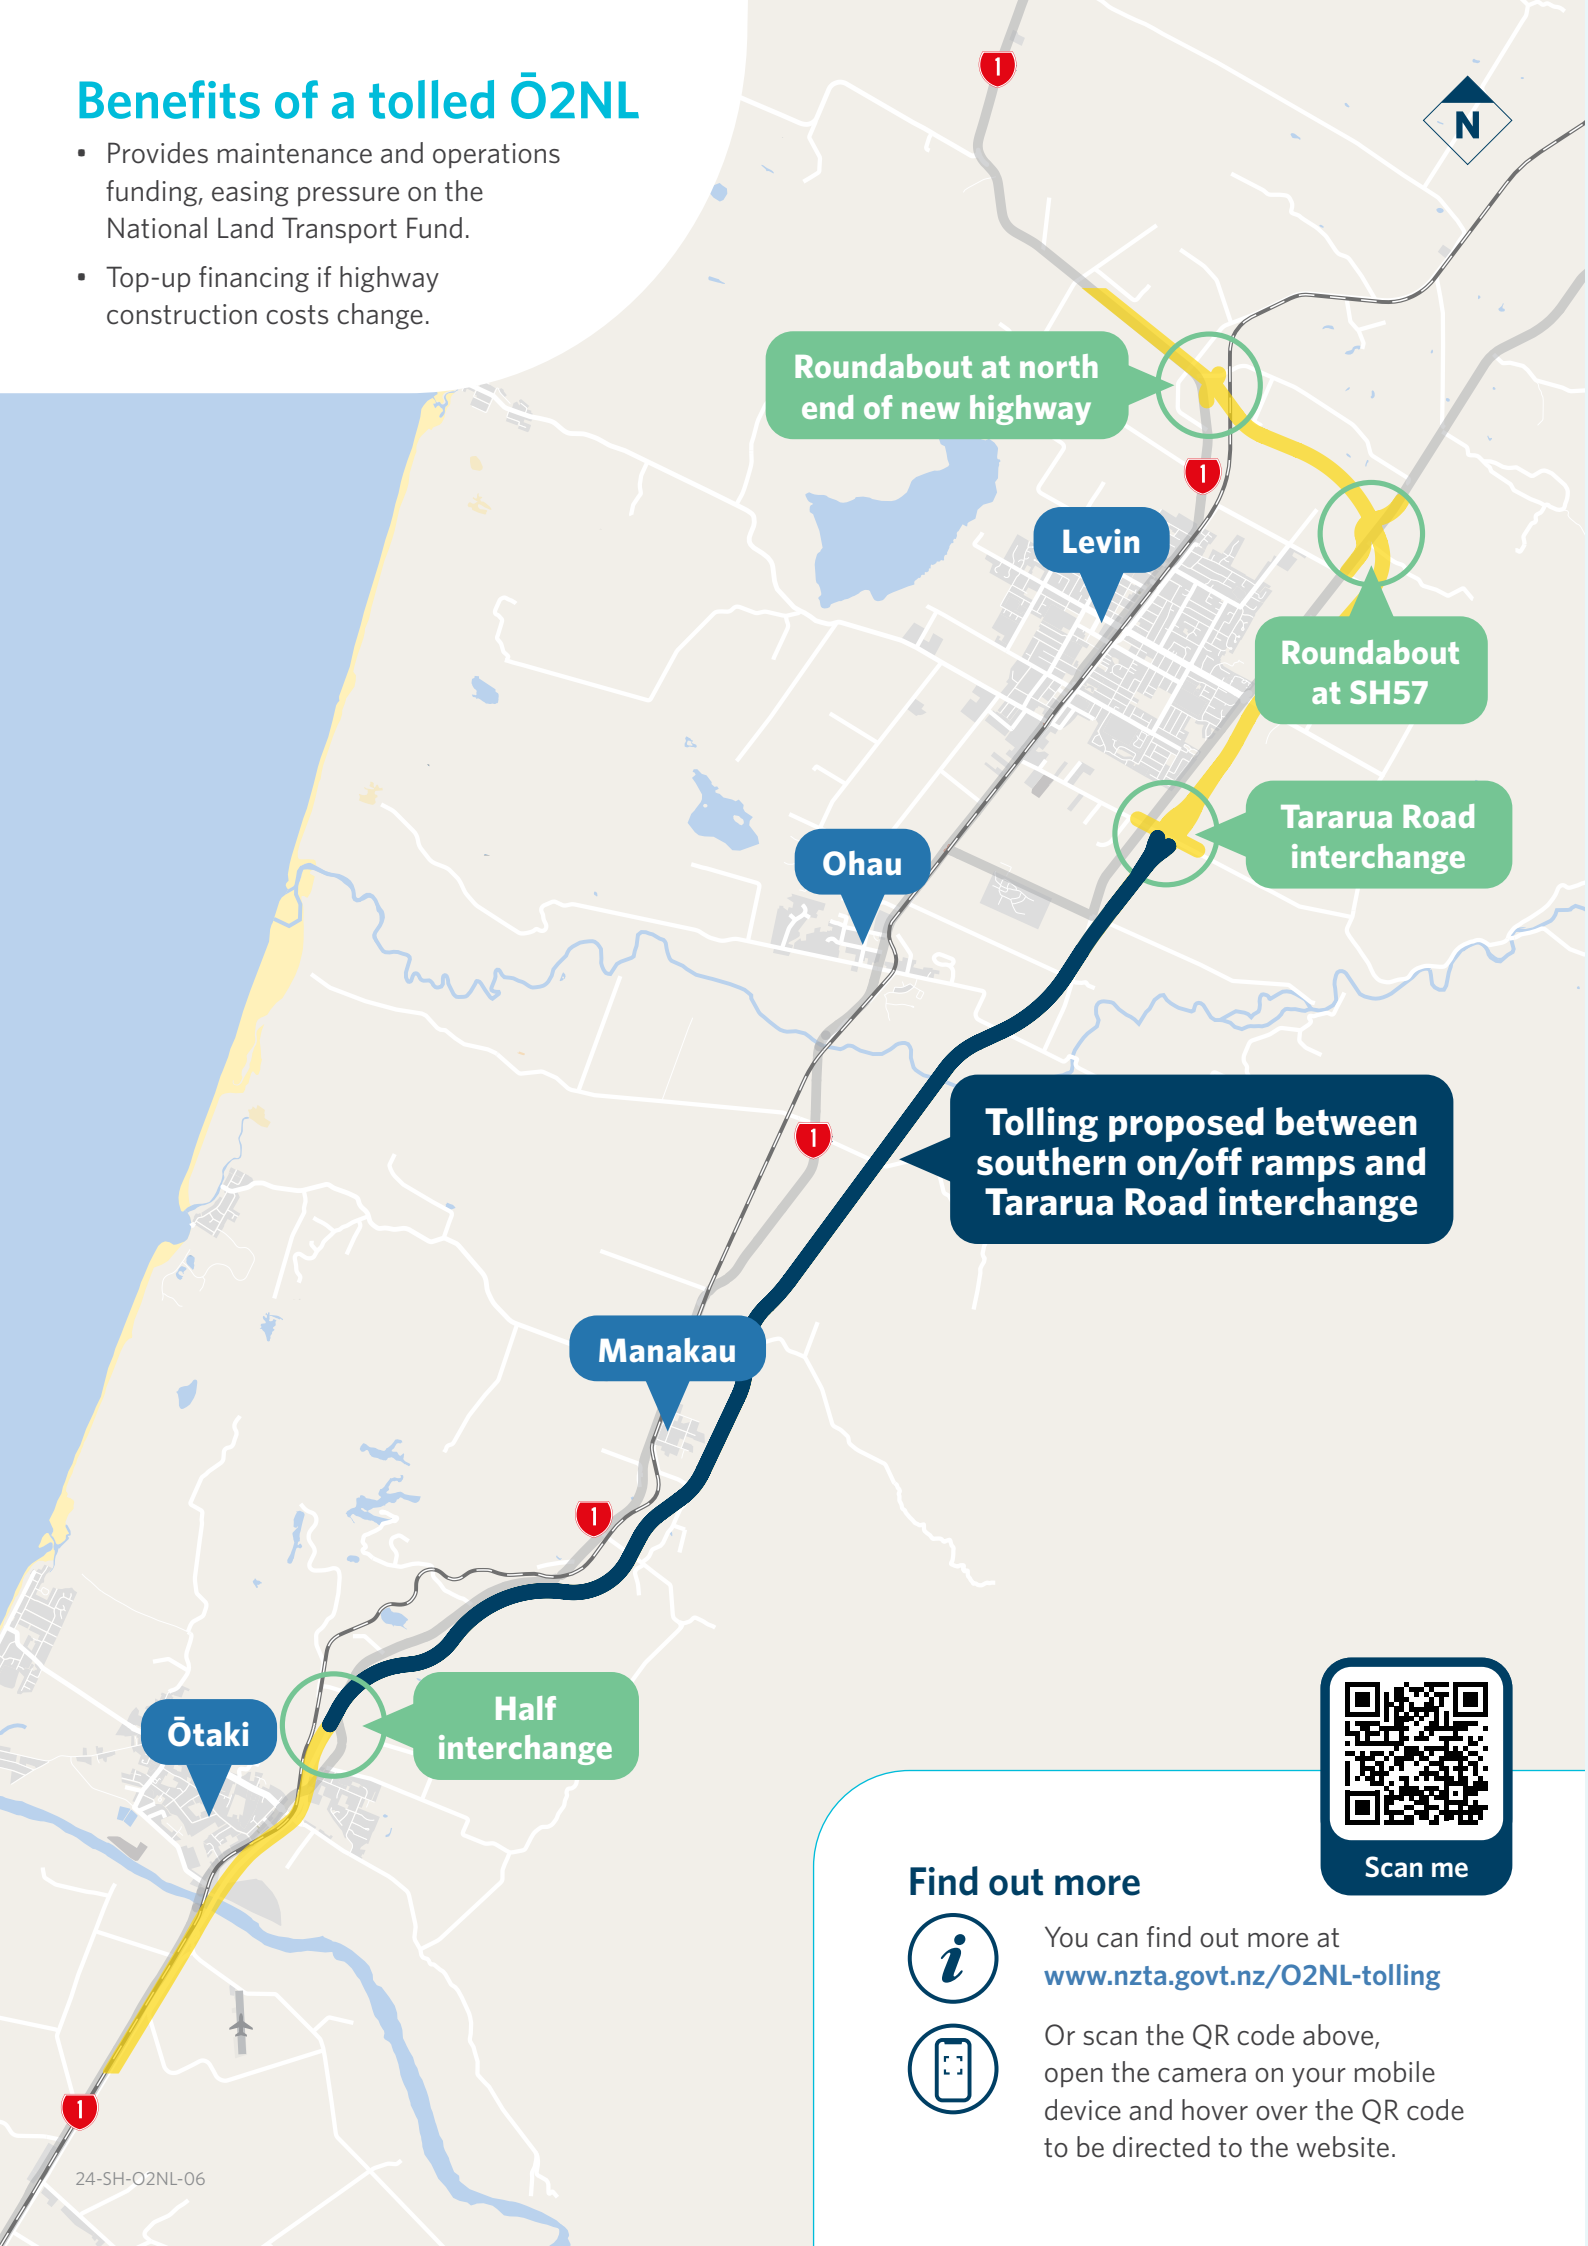 Benefits of a tolled Ō2NL
• Provides maintenance and operations
funding, easing pressure on the
National Land Transport Fund.
• Top-up financing if highway
construction costs change.
1
N
Roundabout at north
end of new highway
1
Levin
Roundabout
at SH57
Tararua Road
interchange
Ohau
Tolling proposed between
southern on/off ramps and
Tararua Road interchange
1
Manakau
1
Half
interchange
Ōtaki
1
Scan me
Find out more
i
You can find out more at
www.nzta.govt.nz/O2NL-tolling
Or scan the QR code above,
open the camera on your mobile
device and hover over the QR code
to be directed to the website.
24-SH-O2NL-06